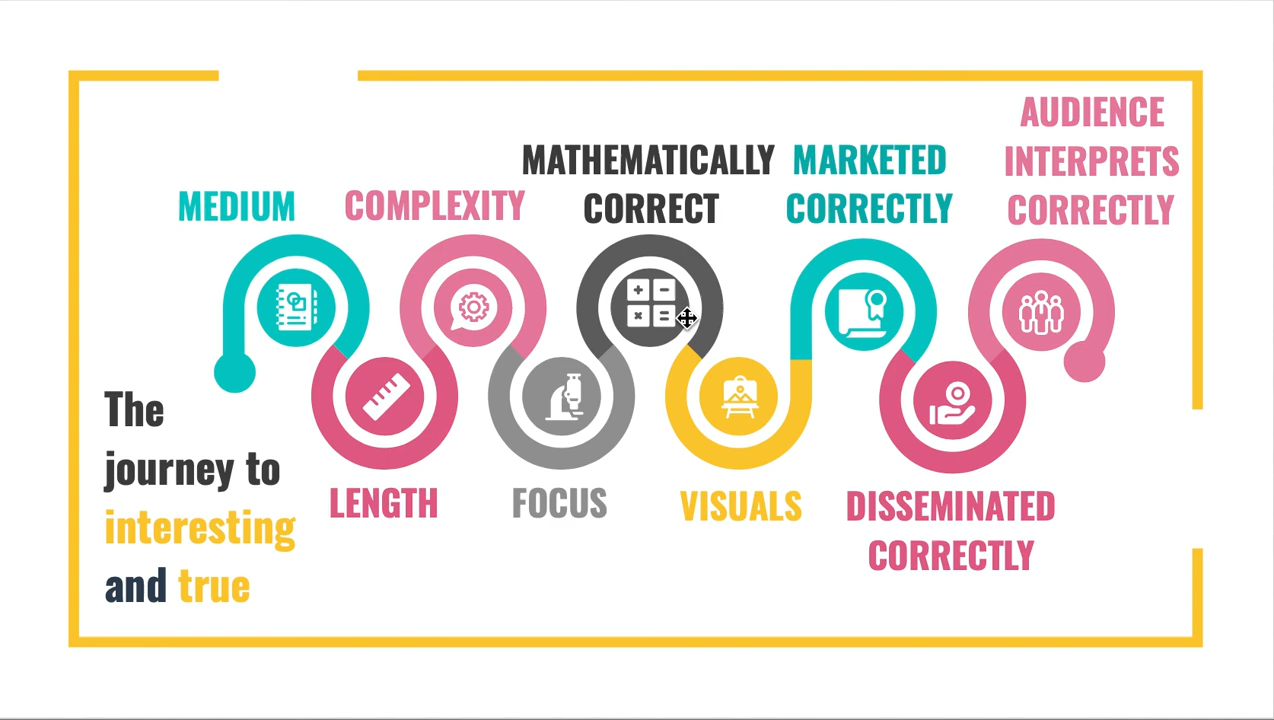 MEDIUM
LENGTH
COMPLEXITY
FOCUS
MATHEMATICALLY
CORRECT
VISUALS
MARKETED
CORRECTLY
DISSEMINATED
CORRECTLY
AUDIENCE
INTERPRETS
CORRECTLY
The
journey to
interesting
and true